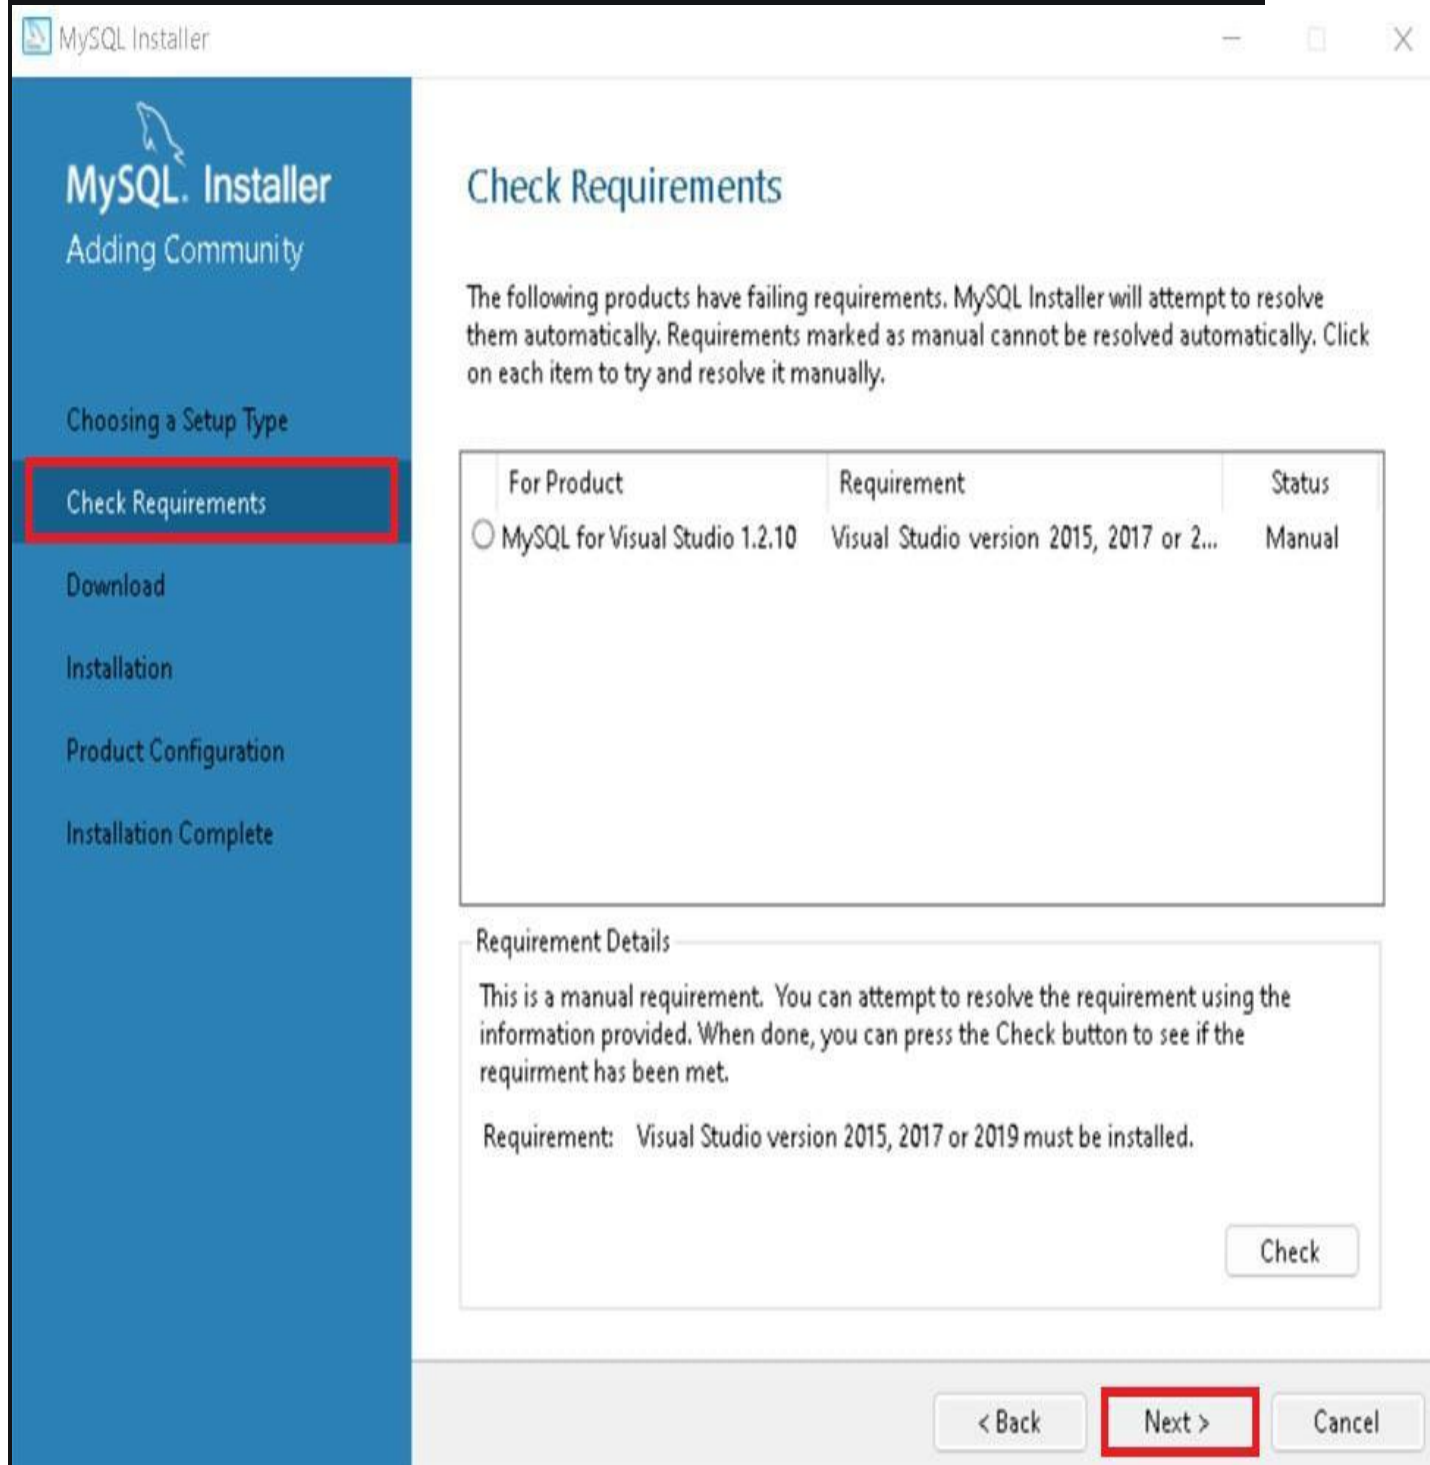 MySQL Installer
MySQL. Installer
Adding Community
Choosing a Setup Type
Check Requirements
Download
Installation
Product Configuration
Installation Complete
Check Requirements
The following products have failing requirements. MySQL Installer will attempt to resolve
them automatically. Requirements marked as manual cannot be resolved automatically. Click
on each item to try and resolve it manually.
For Product Requirement Status
MySQL for Visual Studio 1.2.10 Visual Studio version 2015, 2017 or 2... Manual
Requirement Details
This is a manual requirement. You can attempt to resolve the requirement using the
information provided. When done, you can press the Check button to see if the
requirment has been met.
Requirement: Visual Studio version 2015, 2017 or 2019 must be installed.
Check
< Back Next > Cancel